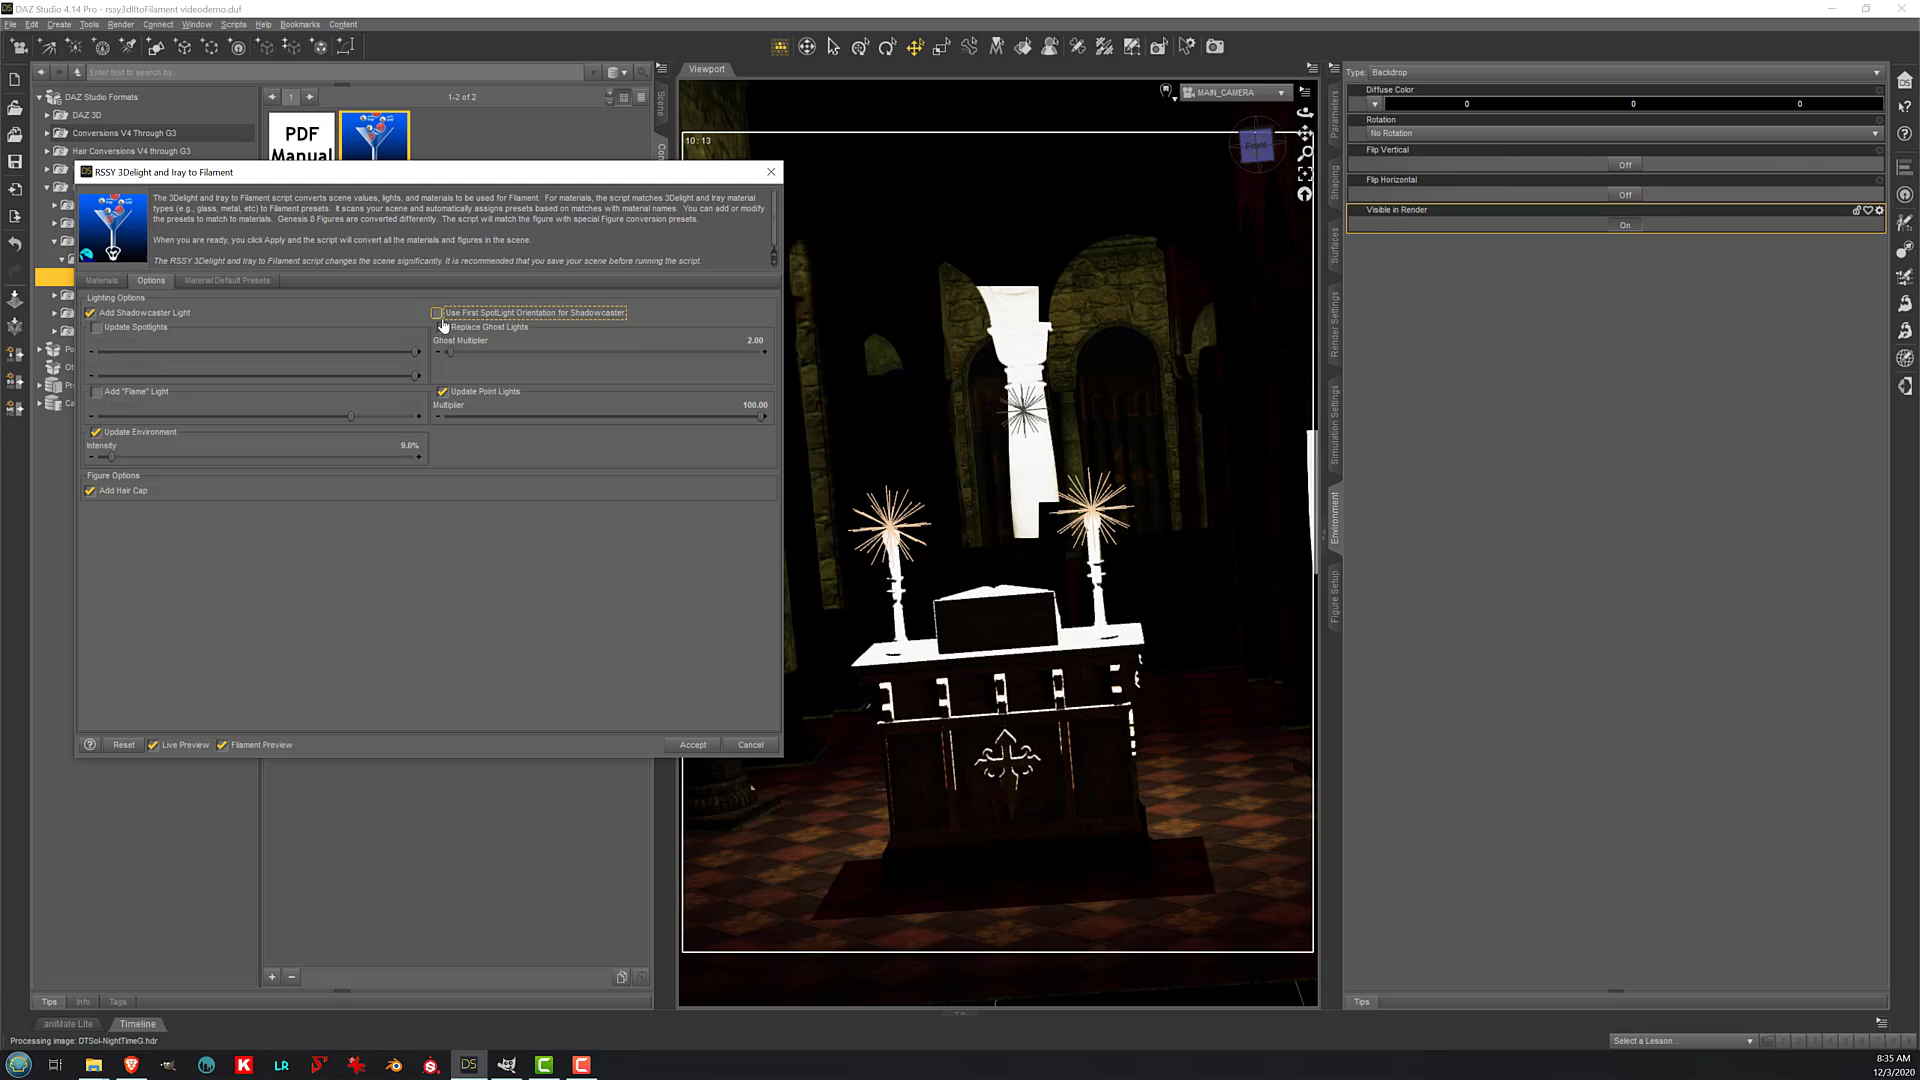 DAZ Studio 4.14 Pro - rssy3dlItoFilament videodemo.duf
File Edit Create Tools Render Connect Window Scripts Help Bookmarks Content
Enter text to search by...
DAZ Studio Formats
DAZ 3D
Conversions V4 Through G3
Hair Conversions V4 through G3
1
1-2 of 2
PDF
Manual
Scene
Viewport
MAIN_CAMERA
10 : 13
Front
RSSY 3Delight and Iray to Filament
The 3Delight and Iray to Filament script converts scene values, lights, and materials to be used for Filament. For materials, the script matches 3Delight and Iray material
types (e.g., glass, metal, etc) to Filament presets. It scans your scene and automatically assigns presets based on matches with material names. You can add or modify
the presets to match to materials. Genesis 8 Figures are converted differently. The script will match the figure with special Figure conversion presets.
When you are ready, you click Apply and the script will convert all the materials and figures in the scene.
The RSSY 3Delight and Iray to Filament script changes the scene significantly. It is recommended that you save your scene before running the script.
Materials Options Material Default Presets
Lighting Options
Add Shadowcaster Light
Use First SpotLight Orientation for Shadowcaster
Update Spotlights
Replace Ghost Lights
Ghost Multiplier 2.00
Add "Flame" Light
Update Point Lights
Multiplier 100.00
Update Environment
Intensity 9.0%
Figure Options
Add Hair Cap
Reset Live Preview Filament Preview Accept Cancel
Type: Backdrop
Diffuse Color
0 0 0
Rotation
No Rotation
Flip Vertical
Off
Flip Horizontal
Off
Visible in Render
On
Parameters
Shaping
Surfaces
Render Settings
Simulation Settings
Environment
Figure Setup
Tips Info Tags
Tips
aniMate Lite Timeline
Processing image: DTSol-NightTimeG.hdr
Select a Lesson...
8:35 AM
12/3/2020